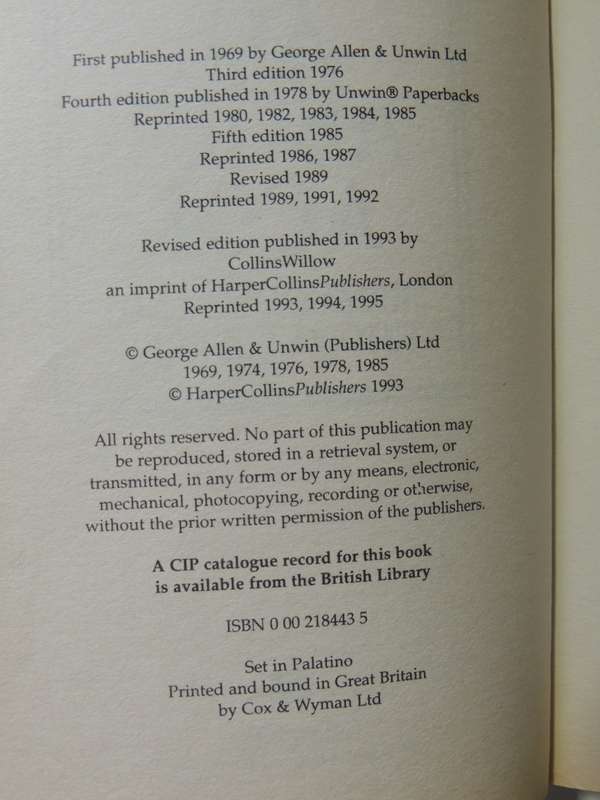 First published in 1969 by George Allen & Unwin Ltd
Third edition 1976
Fourth edition published in 1978 by Unwin® Paperbacks
Reprinted 1980, 1982, 1983, 1984, 1985
Fifth edition 1985
Reprinted 1986, 1987
Revised 1989
Reprinted 1989, 1991, 1992
Revised edition published in 1993 by
CollinsWillow
an imprint of HarperCollinsPublishers, London
Reprinted 1993, 1994, 1995
© George Allen & Unwin (Publishers) Ltd
1969, 1974, 1976, 1978, 1985
© HarperCollinsPublishers 1993
All rights reserved. No part of this publication may
be reproduced, stored in a retrieval system, or
transmitted, in any form or by any means, electronic,
mechanical, photocopying, recording or otherwise,
without the prior written permission of the publishers.
A CIP catalogue record for this book
is available from the British Library
ISBN 0 00 218443 5
Set in Palatino
Printed and bound in Great Britain
by Cox & Wyman Ltd